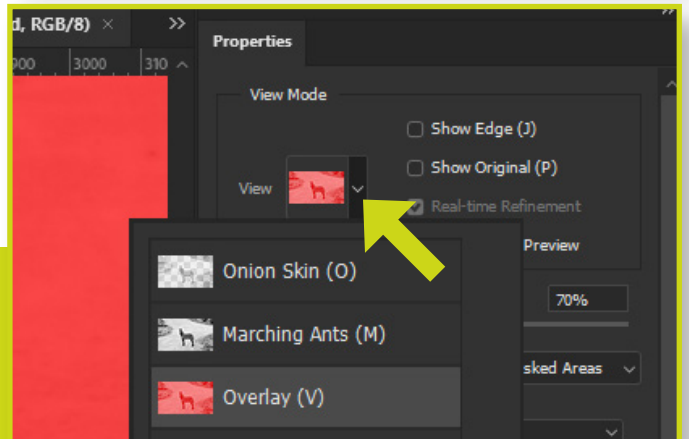 d, RGB/8) ×
Properties
900 3000 310
View Mode
Show Edge (J)
Show Original (P)
View
Real-time Refinement
Preview
Onion Skin (O)
70%
Marching Ants (M)
sked Areas
Overlay (V)